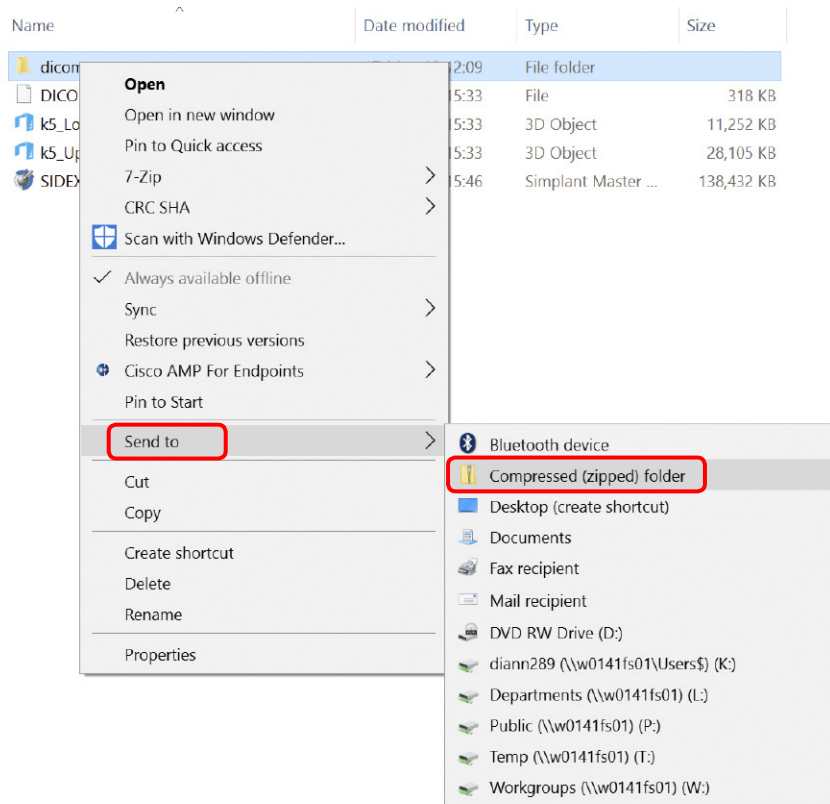 Name Date modified Type Size
dicom 12:09 File folder
DICO 15:33 File 318 KB
k5_Lo 15:33 3D Object 11,252 KB
k5_Up 15:33 3D Object 28,105 KB
SIDEX 15:46 Simplant Master ... 138,432 KB
Open
Open in new window
Pin to Quick access
7-Zip
CRC SHA
Scan with Windows Defender...
Always available offline
Sync
Restore previous versions
Cisco AMP For Endpoints
Pin to Start
Send to
Cut
Copy
Create shortcut
Delete
Rename
Properties
Bluetooth device
Compressed (zipped) folder
Desktop (create shortcut)
Documents
Fax recipient
Mail recipient
DVD RW Drive (D:)
diann289 (\\w0141fs01\Users$) (K:)
Departments (\\w0141fs01) (L:)
Public (\\w0141fs01) (P:)
Temp (\\w0141fs01) (T:)
Workgroups (\\w0141fs01) (W:)